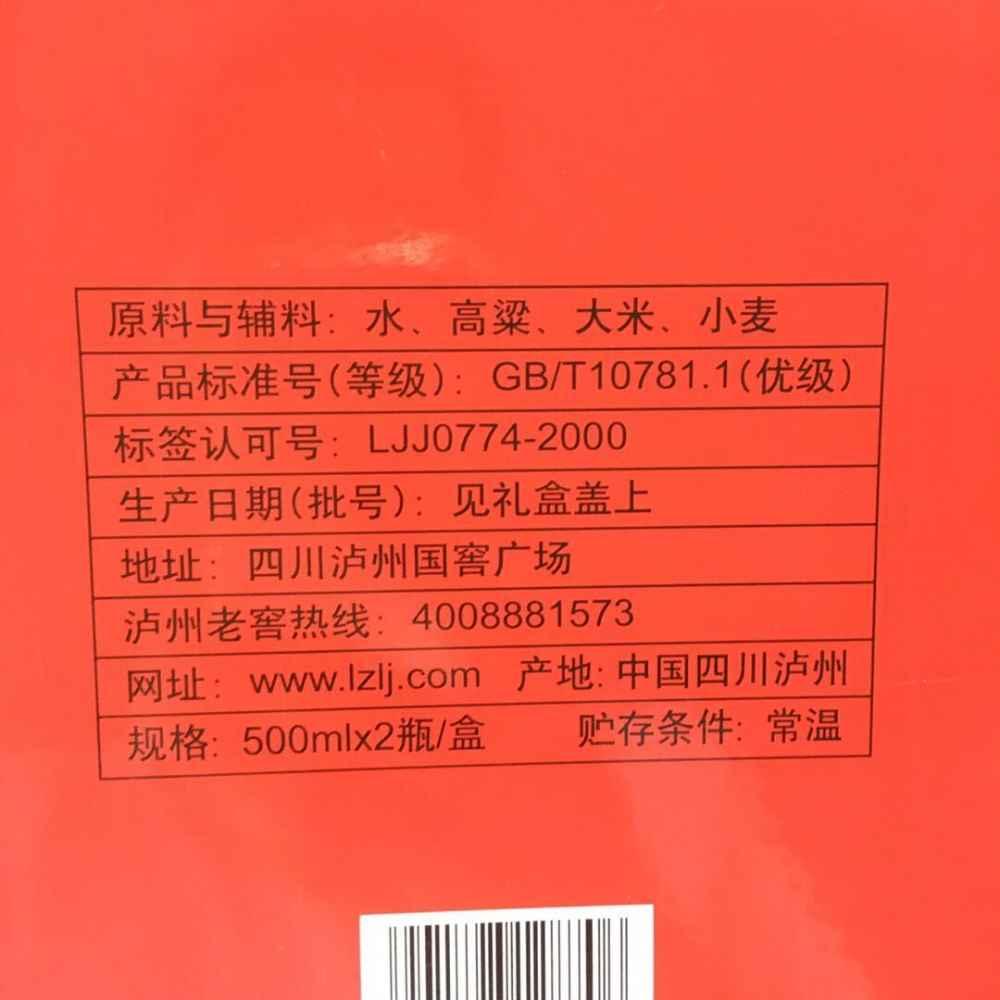 原料与辅料：水、高粱、大米、小麦
产品标准号(等级)：GB/T10781.1(优级)
标签认可号：LJJ0774-2000
生产日期(批号)：见礼盒盖上
地址：四川泸州国窖广场
泸州老窖热线：4008881573
网址：www.lzlj.com 产地:中国四川泸州
规格:500mlx2瓶/盒 贮存条件:常温